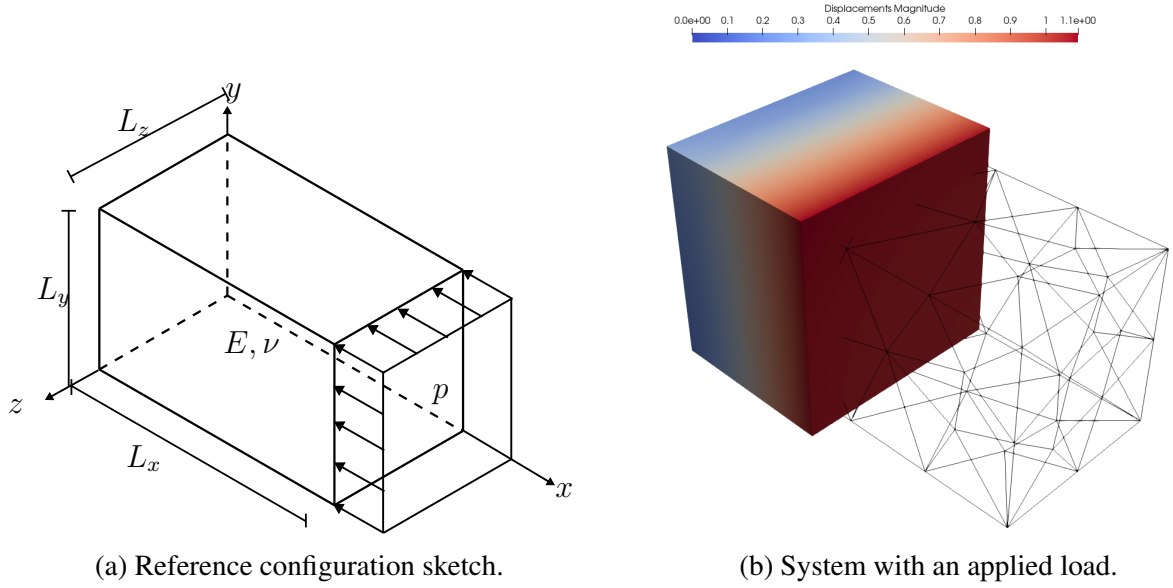 Displacements Magnitude
0.0e+00 0.1 0.2 0.3 0.4 0.5 0.6 0.7 0.8 0.9 1 1.1e+00
y
L_z
L_y
E, ν
p
z
L_x
x
(a) Reference configuration sketch.
(b) System with an applied load.